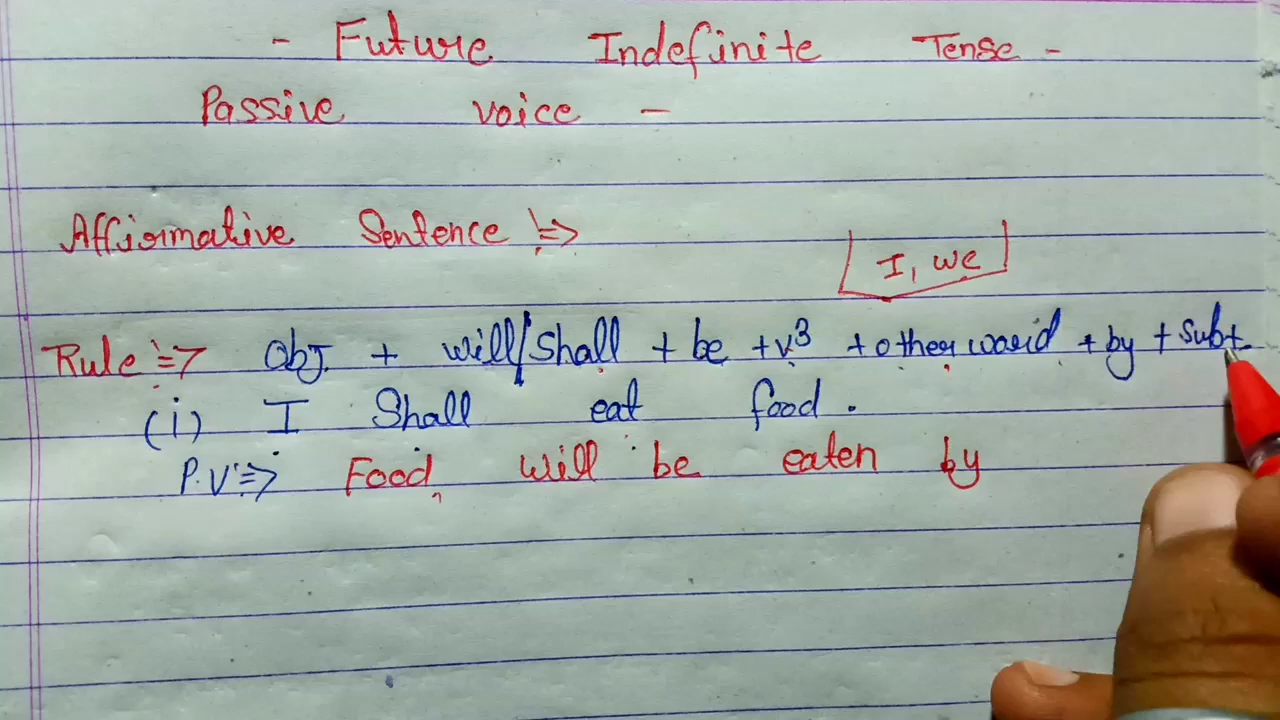 - Future Indefinite Tense -
Passive voice -
Affirmative Sentence ⇒
I, we
Rule ⇒ Obj. + will/shall + be + v³ + other word + by + subt.
(i) I Shall eat food.
P.V ⇒ Food will be eaten by